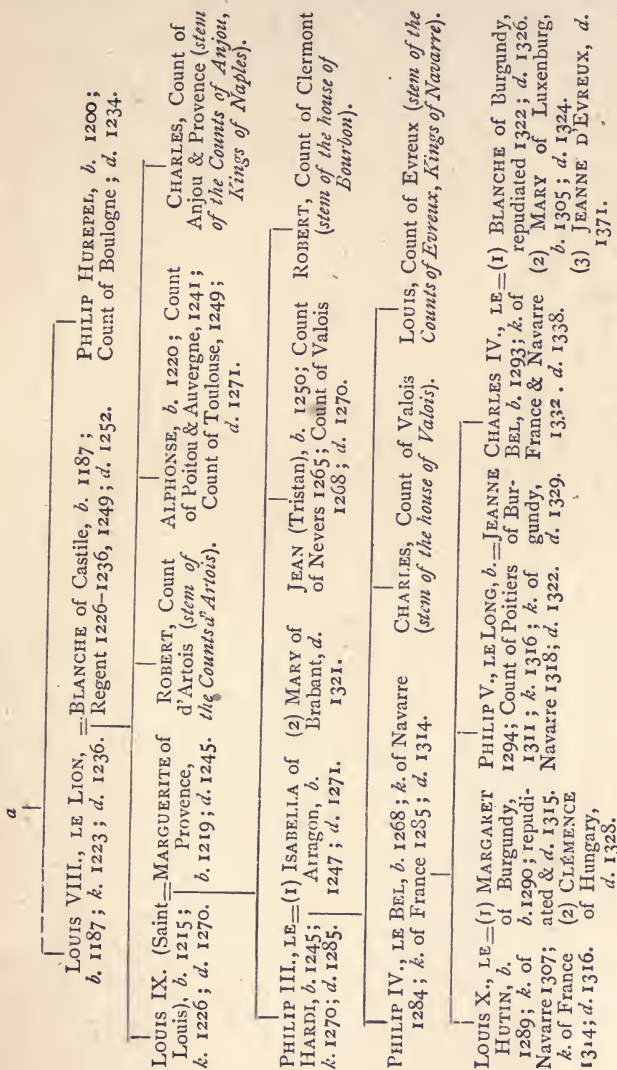 a
LOUIS VIII., LE LION, = BLANCHE of Castile, b. 1187;
b. 1187; k. 1223; d. 1236.
Regent 1226-1236, 1249; d. 1252.
PHILIP HUREPEL, b. 1200;
Count of Boulogne; d. 1234.
LOUIS IX. (Saint = MARGUERITE of
Louis), b. 1215;
Provence,
k. 1226; d. 1270.
b. 1219; d. 1245.
ROBERT, Count
d'Artois (stem of
the Counts d'Artois).
ALPHONSE, b. 1220; Count
of Poitou & Auvergne, 1241;
Count of Toulouse, 1249;
d. 1271.
CHARLES, Count of
Anjou & Provence (stem
of the Counts of Anjou,
Kings of Naples).
PHILIP III., LE = (1) ISABELLA of
HARDI, b. 1245;
Arragon, b.
k. 1270; d. 1285.
1247; d. 1271.
(2) MARY of
Brabant, d.
1321.
JEAN (Tristan), b. 1250; Count
of Nevers 1265; Count of Valois
1268; d. 1270.
ROBERT, Count of Clermont
(stem of the house of
Bourbon).
PHILIP IV., LE BEL, b. 1268; k. of Navarre
1284; k. of France 1285; d. 1314.
CHARLES, Count of Valois
(stem of the house of Valois).
LOUIS, Count of Evreux (stem of the
Counts of Evreux, Kings of Navarre).
LOUIS X., LE = (1) MARGARET
HUTIN, b.
of Burgundy,
1289; k. of
b. 1290; repudi-
Navarre 1307;
ated & d. 1315.
k. of France
(2) CLÉMENCE
1314; d. 1316.
of Hungary,
d. 1328.
PHILIP V., LE LONG, b. = JEANNE
1294; Count of Poitiers
of Bur-
1311; k. 1316; k. of
gundy,
Navarre 1318; d. 1322.
d. 1329.
CHARLES IV., LE = (1) BLANCHE of Burgundy,
BEL, b. 1293; k. of
repudiated 1322; d. 1326.
France & Navarre
(2) MARY of Luxenburg,
1332. d. 1338.
b. 1305; d. 1324.
(3) JEANNE D'EVREUX, d.
1371.